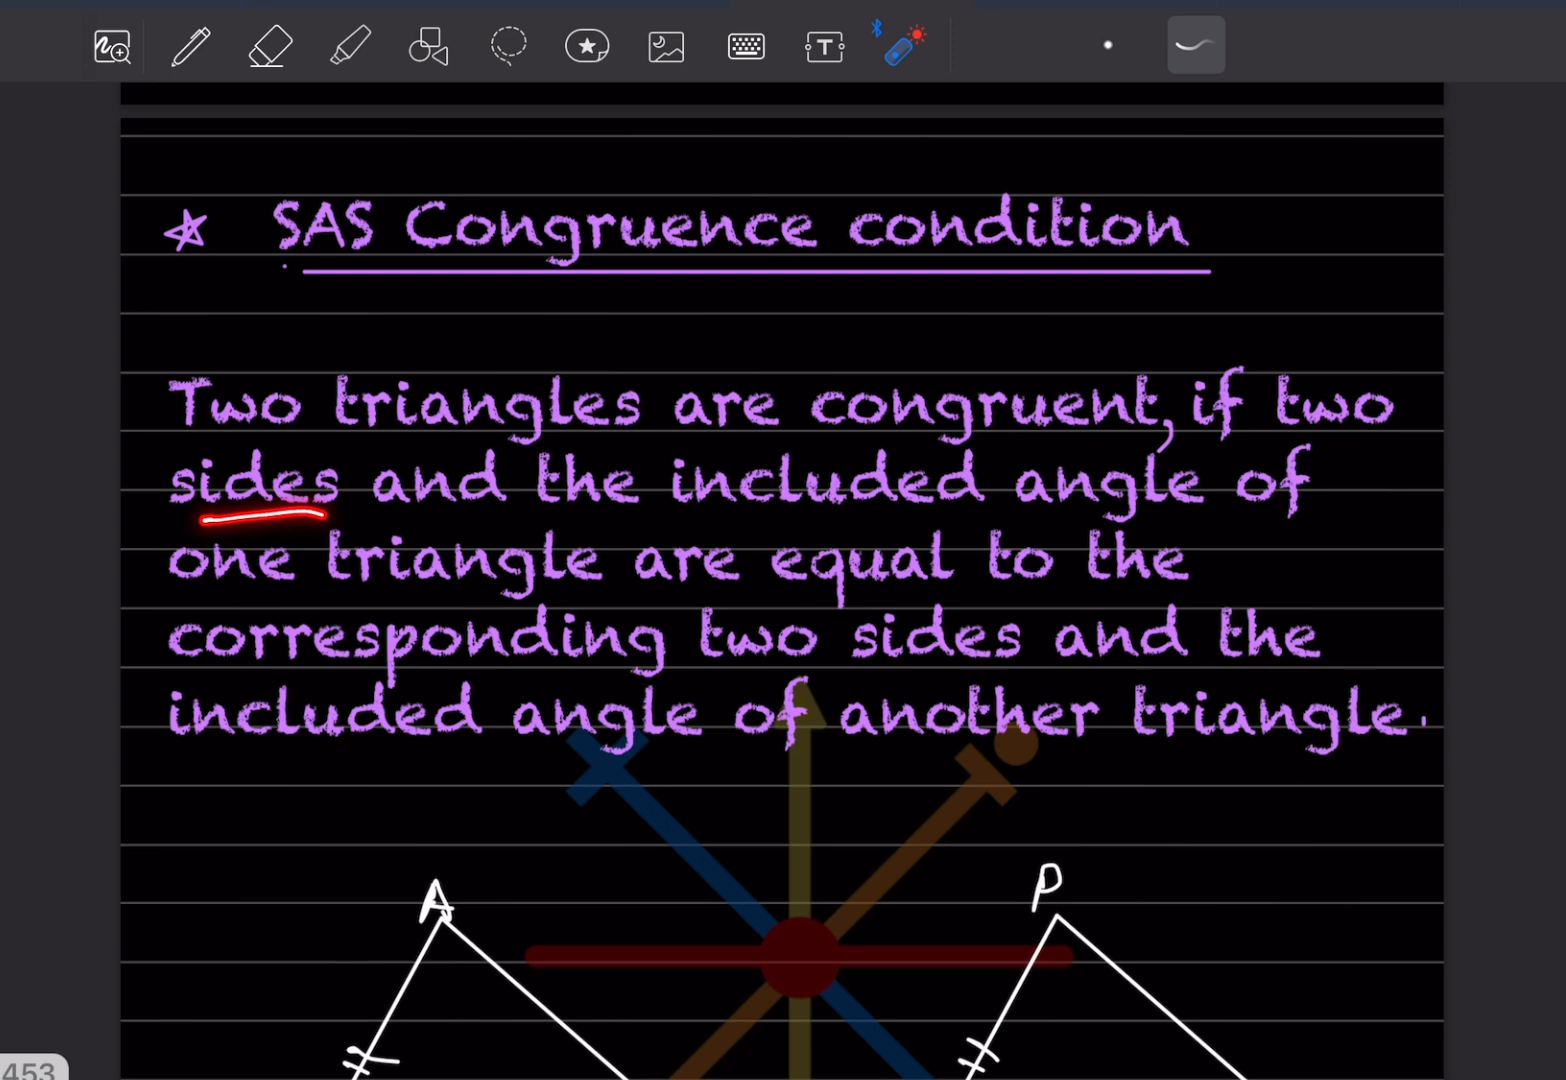 ☆ SAS Congruence condition
Two triangles are congruent, if two
sides and the included angle of
one triangle are equal to the
corresponding two sides and the
included angle of another triangle.
A
P
453